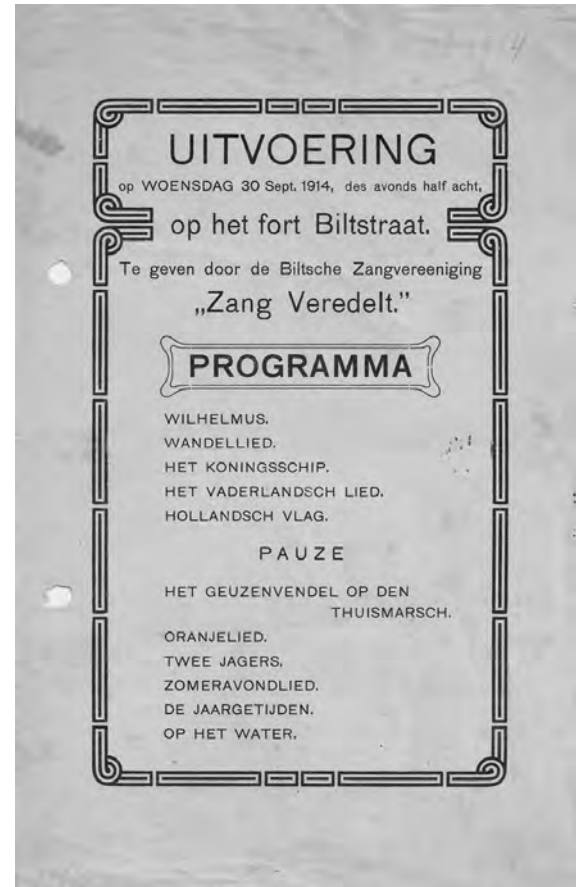 UITVOERING
op WOENSDAG 30 Sept. 1914, des avonds half acht,
op het fort Biltstraat.
Te geven door de Biltsche Zangvereeniging
„Zang Veredelt.”
PROGRAMMA
WILHELMUS.
WANDELLIED.
HET KONINGSSCHIP.
HET VADERLANDSCH LIED.
HOLLANDSCH VLAG.
PAUZE
HET GEUZENVENDEL OP DEN
THUISMARSCH.
ORANJELIED.
TWEE JAGERS.
ZOMERAVONDLIED.
DE JAARGETIJDEN.
OP HET WATER.